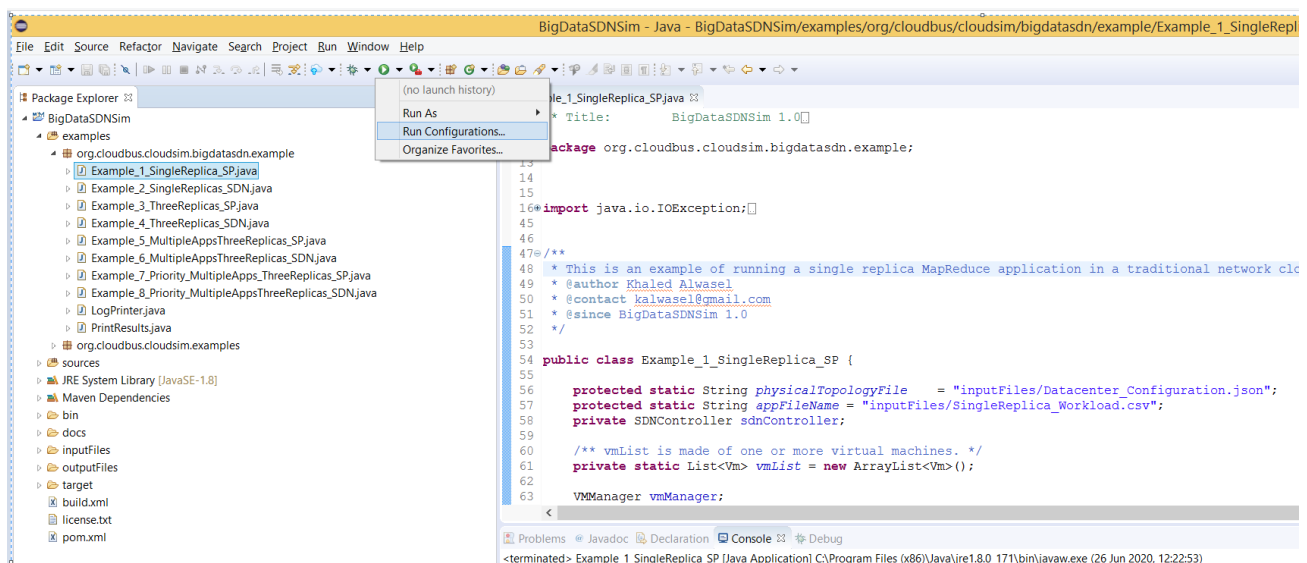 BigDataSDNSim - Java - BigDataSDNSim/examples/org/cloudbus/cloudsim/bigdatasdn/example/Example_1_SingleRepl
File Edit Source Refactor Navigate Search Project Run Window Help
Package Explorer
BigDataSDNSim
examples
org.cloudbus.cloudsim.bigdatasdn.example
Example_1_SingleReplica_SP.java
Example_2_SingleReplicas_SDN.java
Example_3_ThreeReplicas_SP.java
Example_4_ThreeReplicas_SDN.java
Example_5_MultipleAppsThreeReplicas_SP.java
Example_6_MultipleAppsThreeReplicas_SDN.java
Example_7_Priority_MultipleApps_ThreeReplicas_SP.java
Example_8_Priority_MultipleAppsThreeReplicas_SDN.java
LogPrinter.java
PrintResults.java
org.cloudbus.cloudsim.examples
sources
JRE System Library [JavaSE-1.8]
Maven Dependencies
bin
docs
inputFiles
outputFiles
target
build.xml
license.txt
pom.xml
(no launch history)
Run As
Run Configurations...
Organize Favorites...
ple_1_SingleReplica_SP.java
* Title: BigDataSDNSim 1.0
ackage org.cloudbus.cloudsim.bigdatasdn.example;
13
14
15
16 import java.io.IOException;
45
46
47 /**
48 * This is an example of running a single replica MapReduce application in a traditional network clo
49 * @author Khaled Alwasel
50 * @contact kalwasel@gmail.com
51 * @since BigDataSDNSim 1.0
52 */
53
54 public class Example_1_SingleReplica_SP {
55
56 protected static String physicalTopologyFile = "inputFiles/Datacenter_Configuration.json";
57 protected static String appFileName = "inputFiles/SingleReplica_Workload.csv";
58 private SDNController sdnController;
59
60 /** vmList is made of one or more virtual machines. */
61 private static List<Vm> vmList = new ArrayList<Vm>();
62
63 VMManager vmManager;
Problems @ Javadoc Declaration Console Debug
<terminated> Example_1_SingleReplica_SP [Java Application] C:\Program Files (x86)\Java\jre1.8.0_171\bin\javaw.exe (26 Jun 2020, 12:22:53)